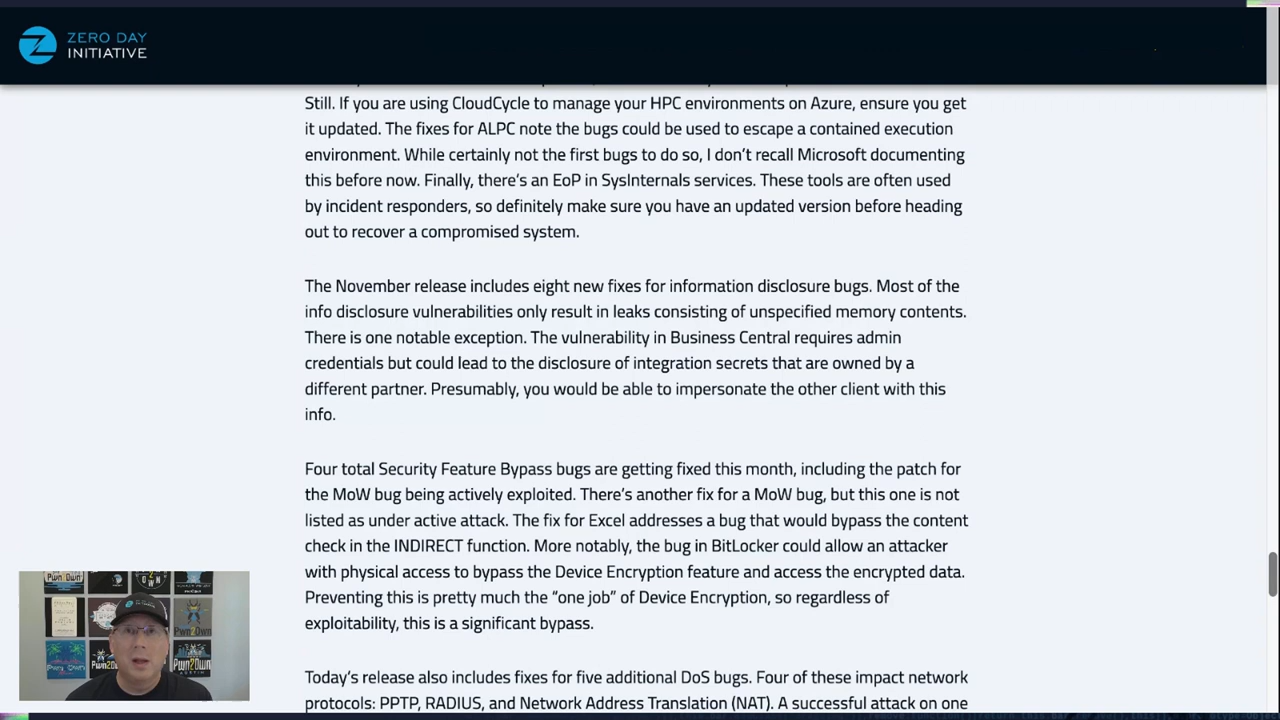 ZERO DAY
INITIATIVE
Still. If you are using CloudCycle to manage your HPC environments on Azure, ensure you get
it updated. The fixes for ALPC note the bugs could be used to escape a contained execution
environment. While certainly not the first bugs to do so, I don't recall Microsoft documenting
this before now. Finally, there's an EoP in SysInternals services. These tools are often used
by incident responders, so definitely make sure you have an updated version before heading
out to recover a compromised system.
The November release includes eight new fixes for information disclosure bugs. Most of the
info disclosure vulnerabilities only result in leaks consisting of unspecified memory contents.
There is one notable exception. The vulnerability in Business Central requires admin
credentials but could lead to the disclosure of integration secrets that are owned by a
different partner. Presumably, you would be able to impersonate the other client with this
info.
Four total Security Feature Bypass bugs are getting fixed this month, including the patch for
the MoW bug being actively exploited. There's another fix for a MoW bug, but this one is not
listed as under active attack. The fix for Excel addresses a bug that would bypass the content
check in the INDIRECT function. More notably, the bug in BitLocker could allow an attacker
with physical access to bypass the Device Encryption feature and access the encrypted data.
Preventing this is pretty much the “one job” of Device Encryption, so regardless of
exploitability, this is a significant bypass.
Today's release also includes fixes for five additional DoS bugs. Four of these impact network
protocols: PPTP, RADIUS, and Network Address Translation (NAT). A successful attack on one